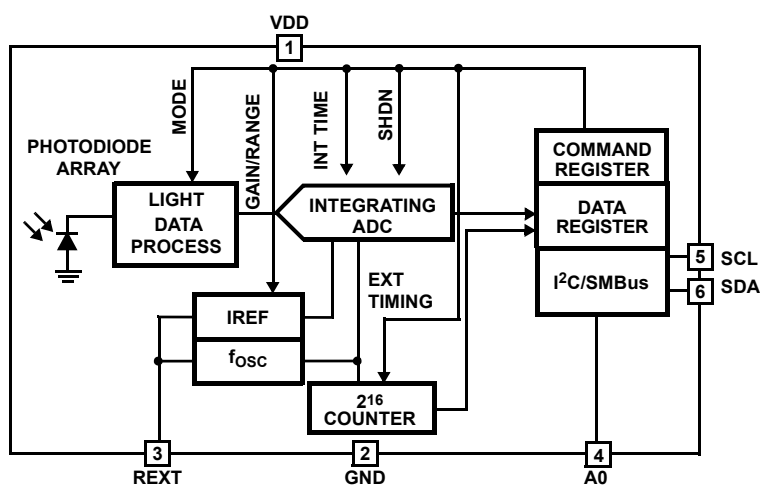 VDD
1
MODE
GAIN/RANGE
INT TIME
SHDN
PHOTODIODE
ARRAY
COMMAND
REGISTER
LIGHT
DATA
PROCESS
INTEGRATING
ADC
DATA
REGISTER
EXT
TIMING
I²C/SMBus
5 SCL
6 SDA
IREF
fOSC
2¹⁶
COUNTER
3
REXT
2
GND
4
A0